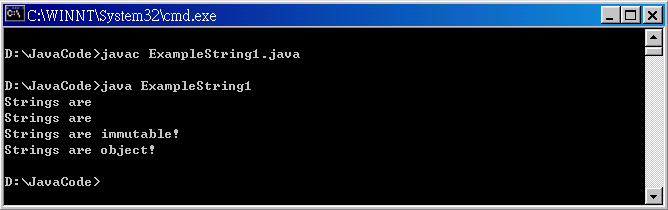 C:\WINNT\System32\cmd.exe
D:\JavaCode>javac ExampleString1.java
D:\JavaCode>java ExampleString1
Strings are
Strings are
Strings are immutable!
Strings are object!
D:\JavaCode>